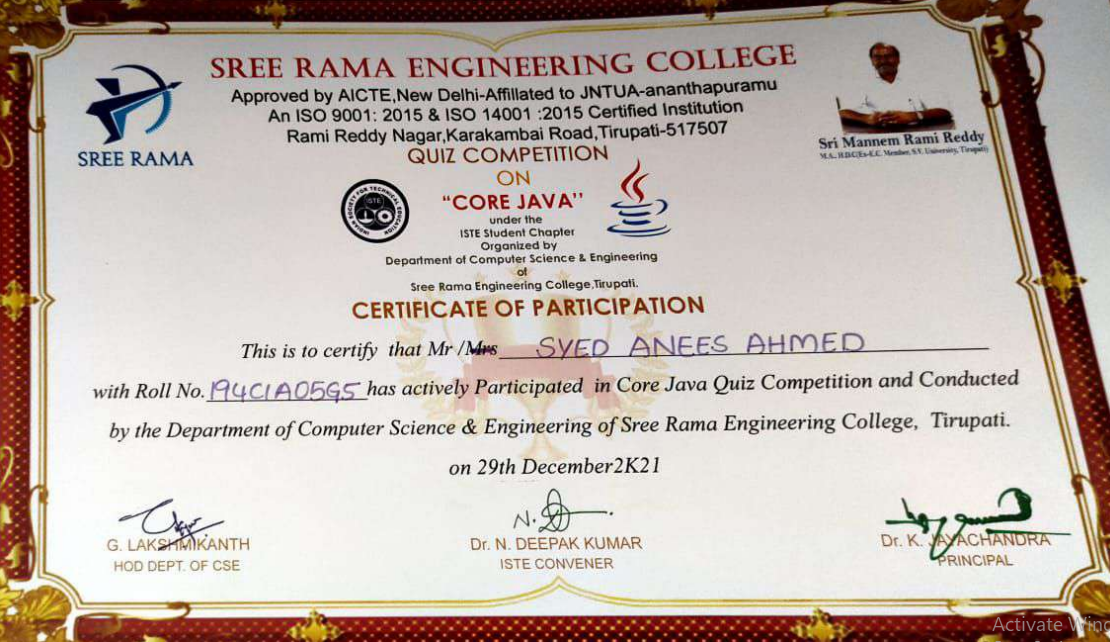 SREE RAMA ENGINEERING COLLEGE
Approved by AICTE,New Delhi-Affillated to JNTUA-ananthapuramu
An ISO 9001: 2015 & ISO 14001 :2015 Certified Institution
Rami Reddy Nagar,Karakambai Road,Tirupati-517507
SREE RAMA
Sri Mannem Rami Reddy
M.A., H.D.C(Ex-E.C. Member, S.V. University, Tirupati)
QUIZ COMPETITION
ON
"CORE JAVA''
INDIAN SOCIETY FOR TECHNICAL EDUCATION
ISTE
under the
ISTE Student Chapter
Organized by
Department of Computer Science & Engineering
of
Sree Rama Engineering College,Tirupati.
CERTIFICATE OF PARTICIPATION
This is to certify that Mr /Mrs SYED ANEES AHMED
with Roll No. 194C1A05G5 has actively Participated in Core Java Quiz Competition and Conducted
by the Department of Computer Science & Engineering of Sree Rama Engineering College, Tirupati.
on 29th December2K21
G. LAKSHMIKANTH
HOD DEPT. OF CSE
Dr. N. DEEPAK KUMAR
ISTE CONVENER
Dr. K. JAYACHANDRA
PRINCIPAL
Activate Wind